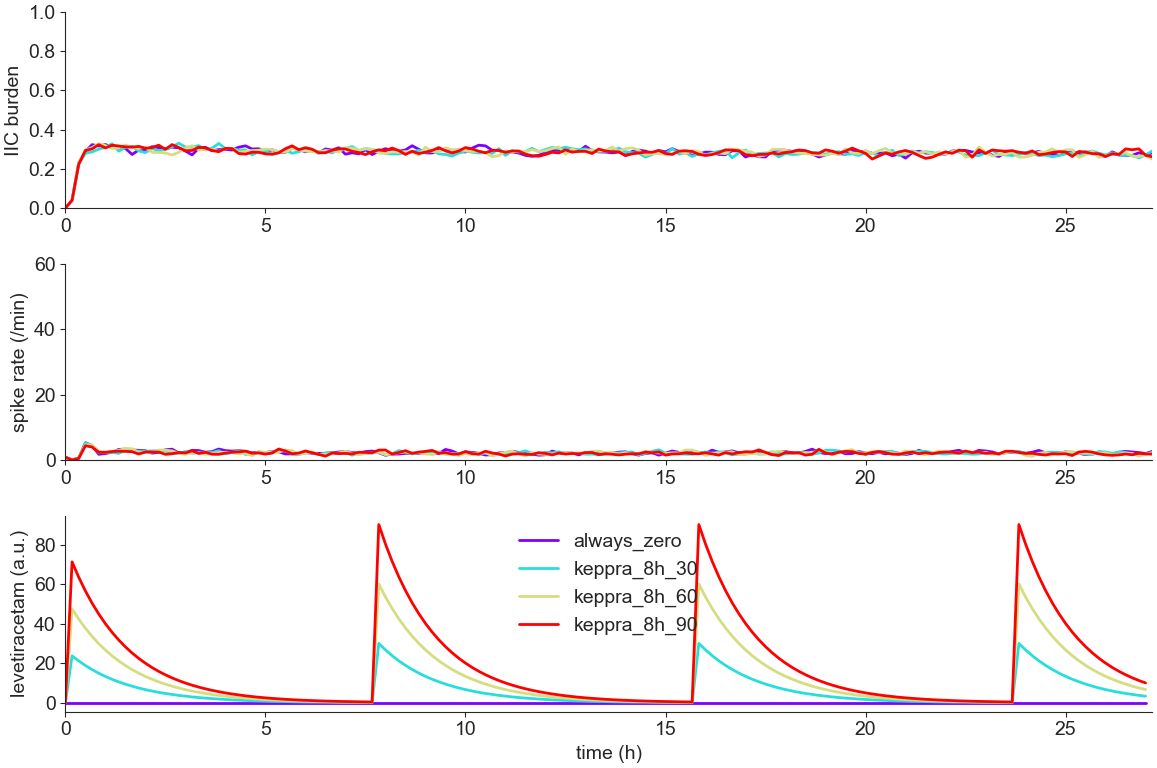 IIC burden
1.0
0.8
0.6
0.4
0.2
0.0
0 5 10 15 20 25
spike rate (/min)
60
40
20
0
0 5 10 15 20 25
levetiracetam (a.u.)
80
60
40
20
0
always_zero
keppra_8h_30
keppra_8h_60
keppra_8h_90
0 5 10 15 20 25
time (h)